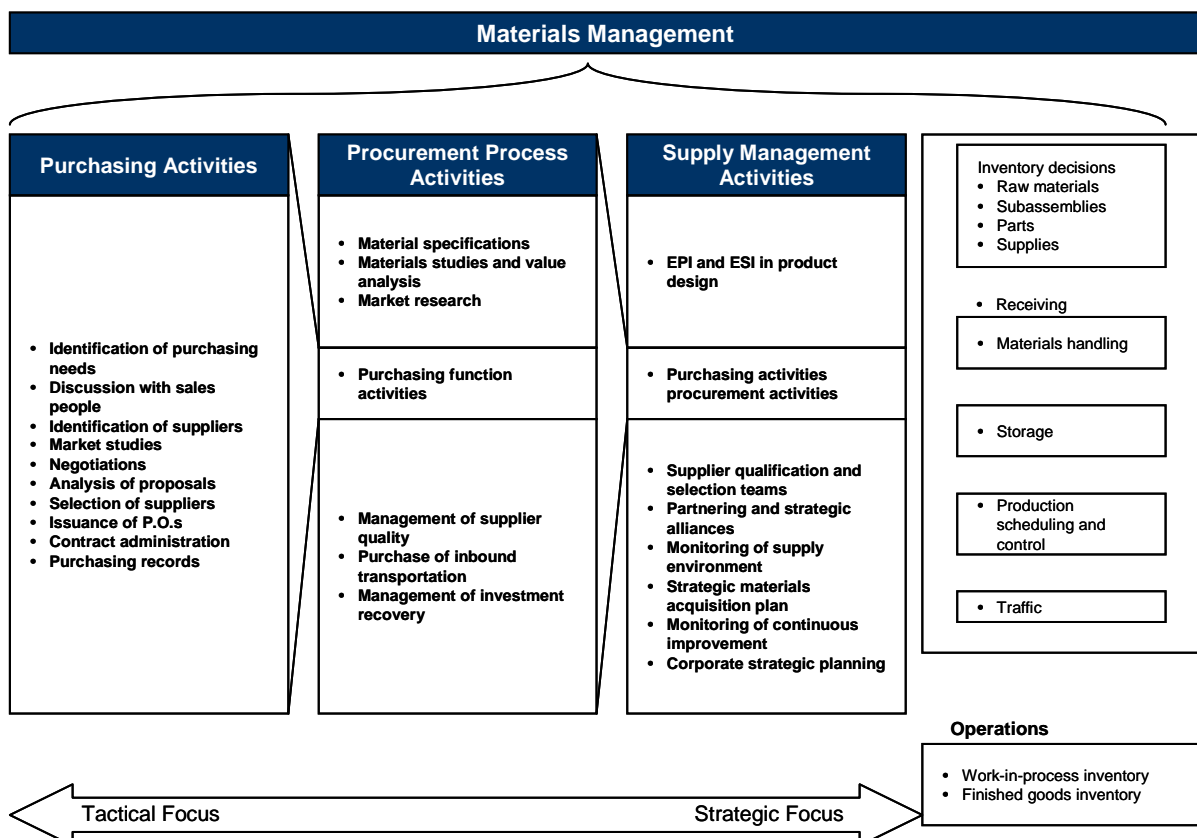 Materials Management
Purchasing Activities
• Identification of purchasing
needs
• Discussion with sales
people
• Identification of suppliers
• Market studies
• Negotiations
• Analysis of proposals
• Selection of suppliers
• Issuance of P.O.s
• Contract administration
• Purchasing records
Procurement Process
Activities
• Material specifications
• Materials studies and value
analysis
• Market research
• Purchasing function
activities
• Management of supplier
quality
• Purchase of inbound
transportation
• Management of investment
recovery
Supply Management
Activities
• EPI and ESI in product
design
• Purchasing activities
procurement activities
• Supplier qualification and
selection teams
• Partnering and strategic
alliances
• Monitoring of supply
environment
• Strategic materials
acquisition plan
• Monitoring of continuous
improvement
• Corporate strategic planning
Inventory decisions
• Raw materials
• Subassemblies
• Parts
• Supplies
• Receiving
• Materials handling
• Storage
• Production
scheduling and
control
• Traffic
Operations
• Work-in-process inventory
• Finished goods inventory
Tactical Focus
Strategic Focus